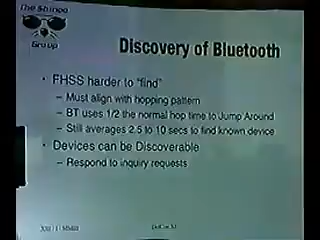 The Shmoo
Group
Discovery of Bluetooth
• FHSS harder to "find"
– Must align with hopping pattern
– BT uses 1/2 the normal hop time to Jump Around
– Still averages 2.5 to 10 secs to find known device
• Devices can be Discoverable
– Respond to inquiry requests